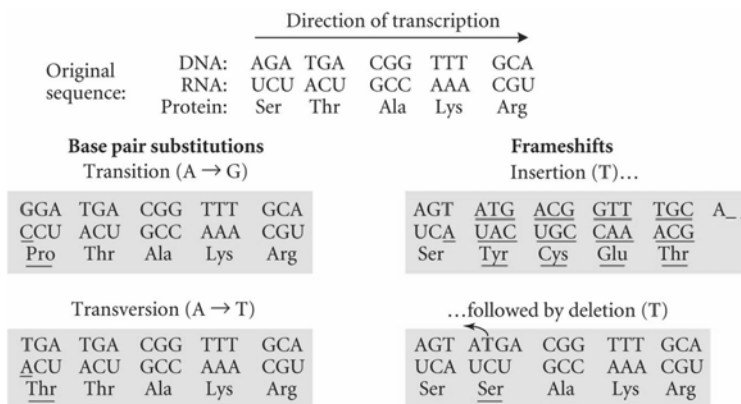 Direction of transcription
Original sequence:
DNA: AGA TGA CGG TTT GCA
RNA: UCU ACU GCC AAA CGU
Protein: Ser Thr Ala Lys Arg
Base pair substitutions
Transition (A → G)
GGA TGA CGG TTT GCA
CCU ACU GCC AAA CGU
Pro Thr Ala Lys Arg
Transversion (A → T)
TGA TGA CGG TTT GCA
ACU ACU GCC AAA CGU
Thr Thr Ala Lys Arg
Frameshifts
Insertion (T)...
AGT ATG ACG GTT TGC A_
UCA UAC UGC CAA ACG
Ser Tyr Cys Glu Thr
...followed by deletion (T)
AGT ATGA CGG TTT GCA
UCA UCU GCC AAA CGU
Ser Ser Ala Lys Arg